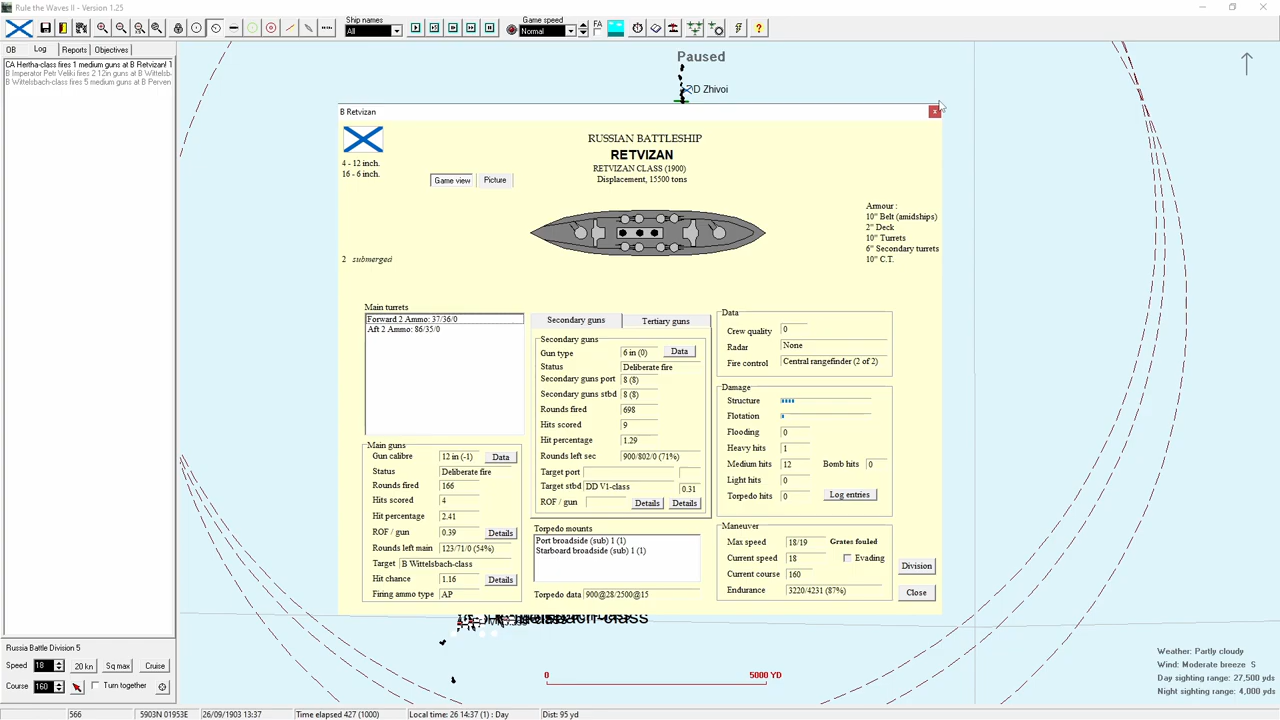 Rule the Waves II - Version 1.25
Ship names
All
Game speed
Normal
FA
OB
Log
Reports
Objectives
CA Hertha-class fires 1 medium guns at B Retvizan! 1
B Imperator Petr Veliki fires 2 12in guns at B Wittelsb
B Wittelsbach-class fires 5 medium guns at B Perven
Paused
D Zhivoi
B Retvizan
4 - 12 inch.
16 - 6 inch.
Game view
Picture
RUSSIAN BATTLESHIP
RETVIZAN
RETVIZAN CLASS (1900)
Displacement, 15500 tons
Armour :
10" Belt (amidships)
2" Deck
10" Turrets
6" Secondary turrets
10" C.T.
2 submerged
Main turrets
Forward 2 Ammo: 37/36/0
Aft 2 Ammo: 86/35/0
Main guns
Gun calibre 12 in (-1) Data
Status Deliberate fire
Rounds fired 166
Hits scored 4
Hit percentage 2.41
ROF / gun 0.39 Details
Rounds left main 123/71/0 (54%)
Target B Wittelsbach-class
Hit chance 1.16 Details
Firing ammo type AP
Secondary guns
Tertiary guns
Secondary guns
Gun type 6 in (0) Data
Status Deliberate fire
Secondary guns port 8 (8)
Secondary guns stbd 8 (8)
Rounds fired 698
Hits scored 9
Hit percentage 1.29
Rounds left sec 900/802/0 (71%)
Target port
Target stbd DD V1-class 0.31
ROF / gun Details Details
Torpedo mounts
Port broadside (sub) 1 (1)
Starboard broadside (sub) 1 (1)
Torpedo data 900@28/2500@15
Data
Crew quality 0
Radar None
Fire control Central rangefinder (2 of 2)
Damage
Structure
Flotation
Flooding 0
Heavy hits 1
Medium hits 12 Bomb hits 0
Light hits 0
Torpedo hits 0 Log entries
Maneuver
Max speed 18/19 Grates fouled
Current speed 18 Evading
Current course 160
Endurance 3220/4231 (87%)
Division
Close
0
5000 YD
Weather: Partly cloudy
Wind: Moderate breeze S
Day sighting range: 27,500 yds
Night sighting range: 4,000 yds
Russia Battle Division 5
Speed 18 20 kn Sq max Cruise
Course 160 Turn together
566
5903N 01953E
26/09/1903 13:37
Time elapsed 427 (1000)
Local time: 26 14:37 (1) : Day
Dist: 95 yd